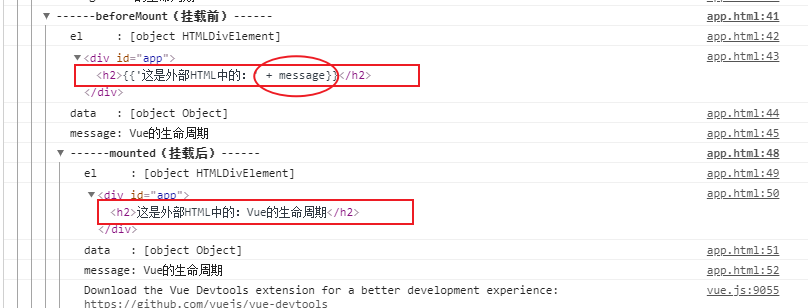 ------beforeMount（挂载前）------ app.html:41
el : [object HTMLDivElement] app.html:42
<div id="app"> app.html:43
<h2>{{'这是外部HTML中的： + message}}</h2>
</div>
data : [object Object] app.html:44
message: Vue的生命周期 app.html:45
------mounted（挂载后）------ app.html:48
el : [object HTMLDivElement] app.html:49
<div id="app"> app.html:50
<h2>这是外部HTML中的：Vue的生命周期</h2>
</div>
data : [object Object] app.html:51
message: Vue的生命周期 app.html:52
Download the Vue Devtools extension for a better development experience: vue.js:9055
https://github.com/vuejs/vue-devtools